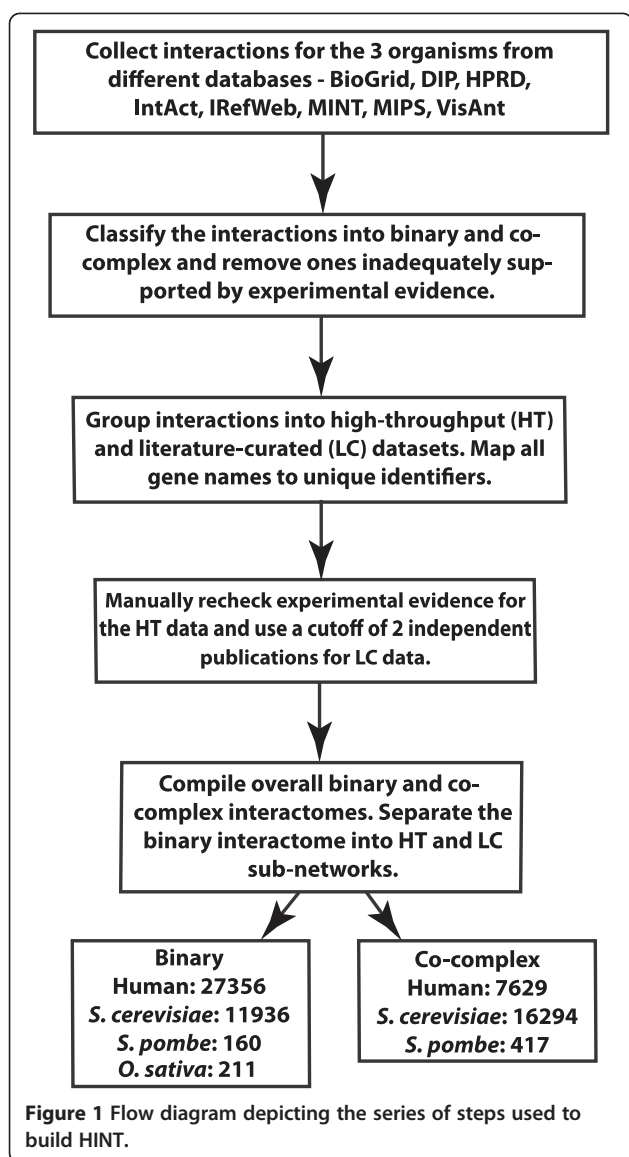 Collect interactions for the 3 organisms from
different databases - BioGrid, DIP, HPRD,
IntAct, IRefWeb, MINT, MIPS, VisAnt
Classify the interactions into binary and co-
complex and remove ones inadequately sup-
ported by experimental evidence.
Group interactions into high-throughput (HT)
and literature-curated (LC) datasets. Map all
gene names to unique identifiers.
Manually recheck experimental evidence for
the HT data and use a cutoff of 2 independent
publications for LC data.
Compile overall binary and co-
complex interactomes. Separate the
binary interactome into HT and LC
sub-networks.
Binary
Human: 27356
S. cerevisiae: 11936
S. pombe: 160
O. sativa: 211
Co-complex
Human: 7629
S. cerevisiae: 16294
S. pombe: 417
Figure 1 Flow diagram depicting the series of steps used to
build HINT.